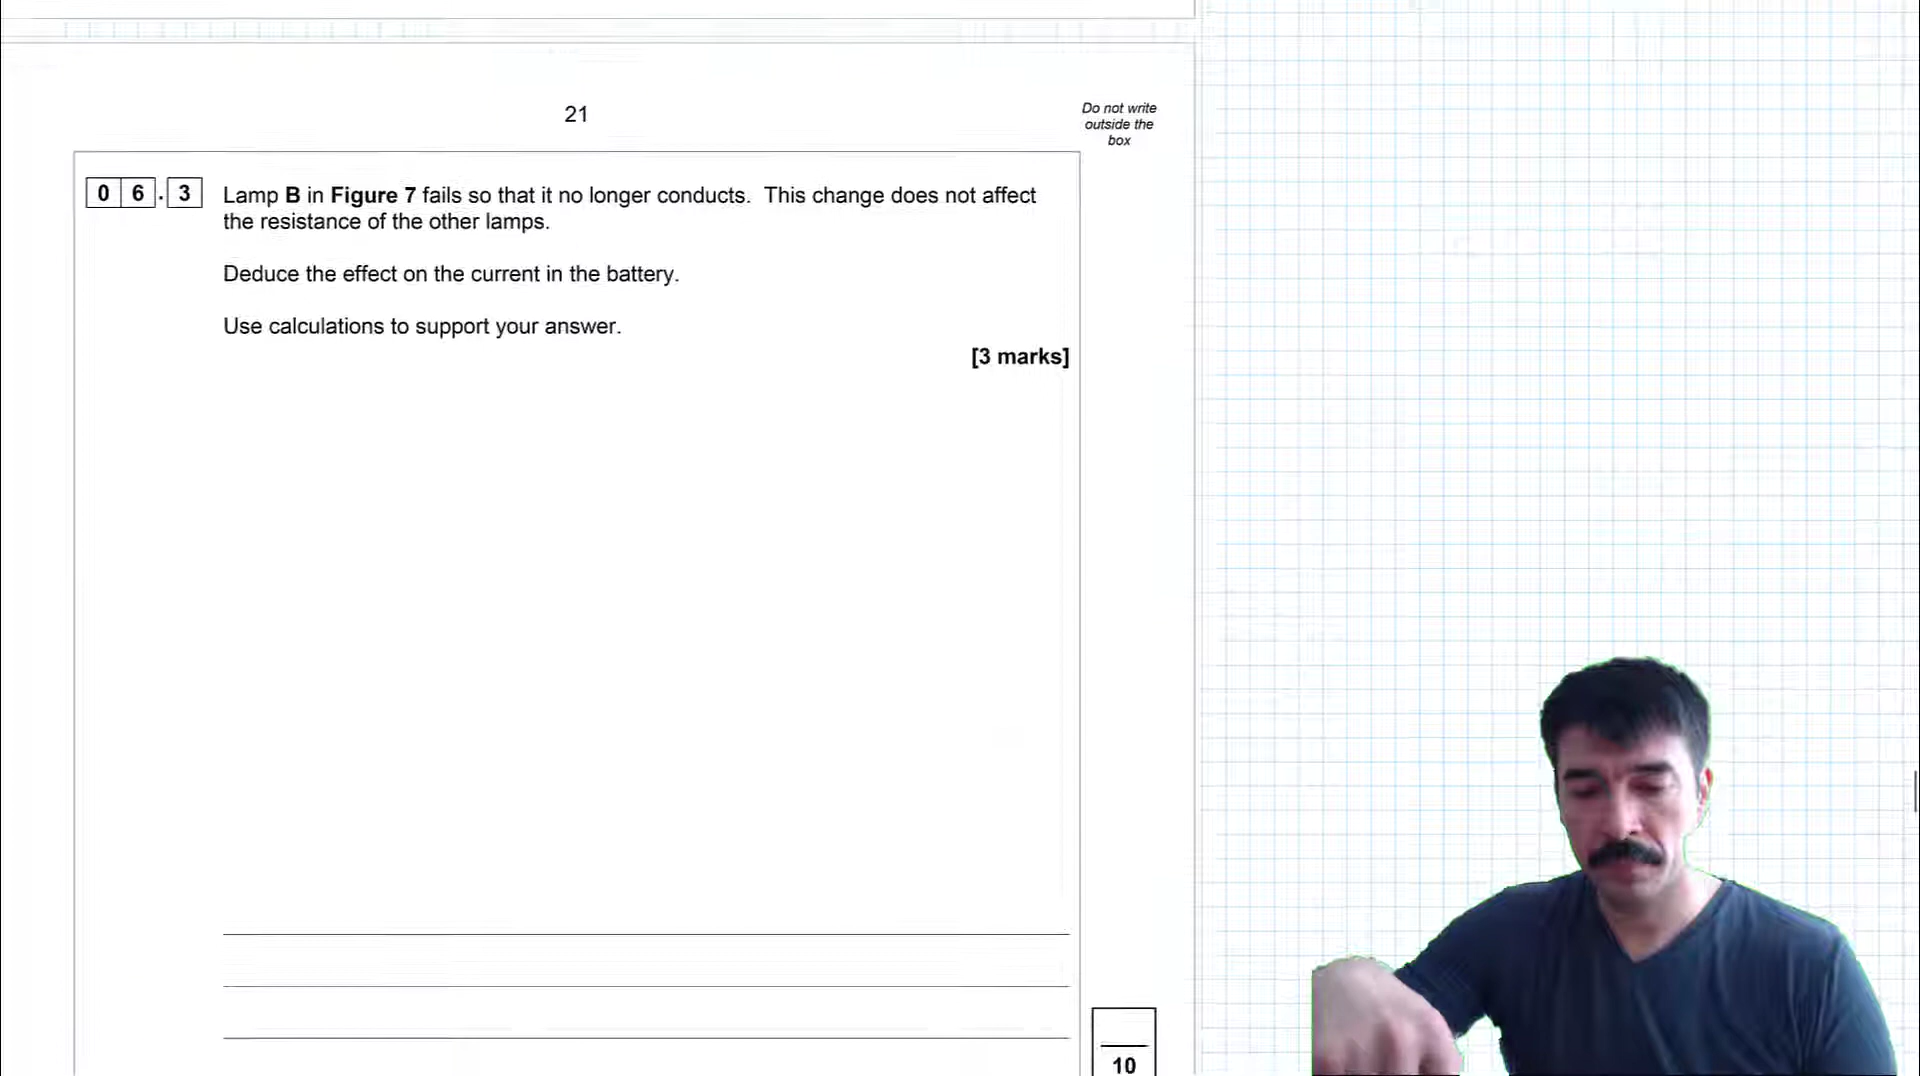 21
Do not write
outside the
box
0 6 . 3 Lamp B in Figure 7 fails so that it no longer conducts. This change does not affect
the resistance of the other lamps.
Deduce the effect on the current in the battery.
Use calculations to support your answer.
[3 marks]
10